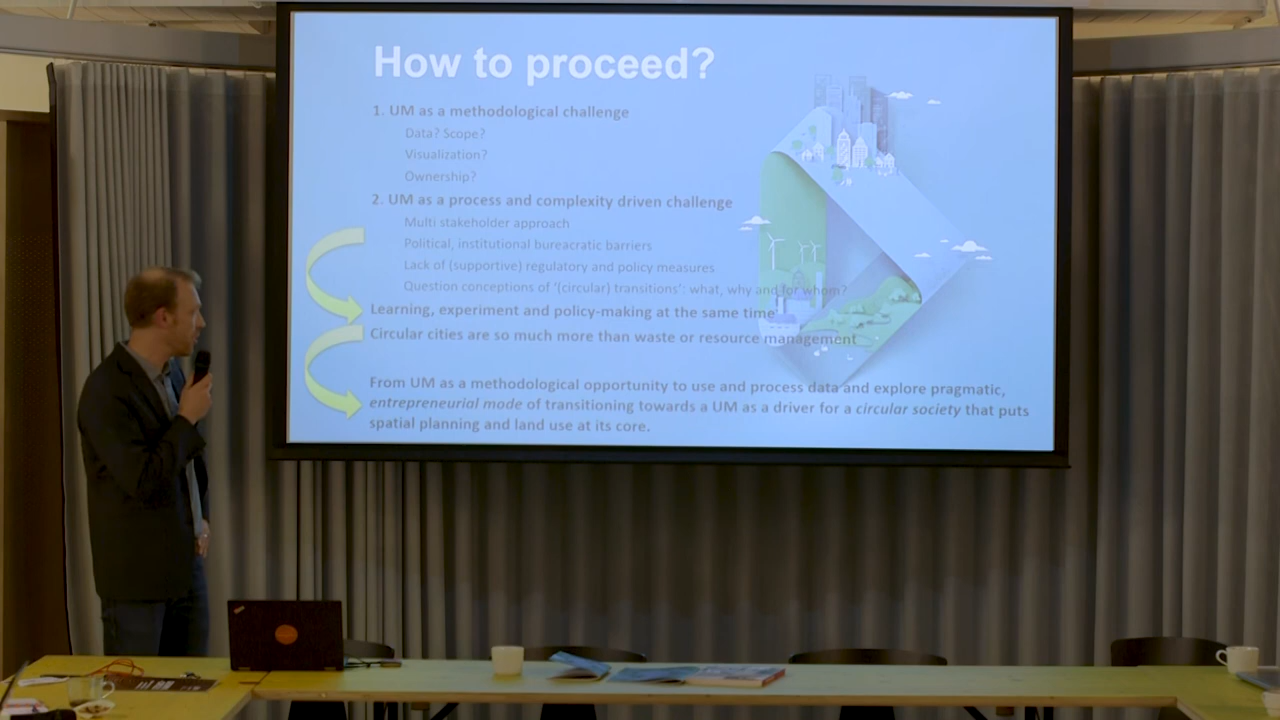 How to proceed?
1. UM as a methodological challenge
Data? Scope?
Visualization?
Ownership?
2. UM as a process and complexity driven challenge
Multi stakeholder approach
Political, institutional bureacratic barriers
Lack of (supportive) regulatory and policy measures
Question conceptions of '(circular) transitions': what, why and for whom?
Learning, experiment and policy-making at the same time
Circular cities are so much more than waste or resource management
From UM as a methodological opportunity to use and process data and explore pragmatic,
entrepreneurial mode of transitioning towards a UM as a driver for a circular society that puts
spatial planning and land use at its core.